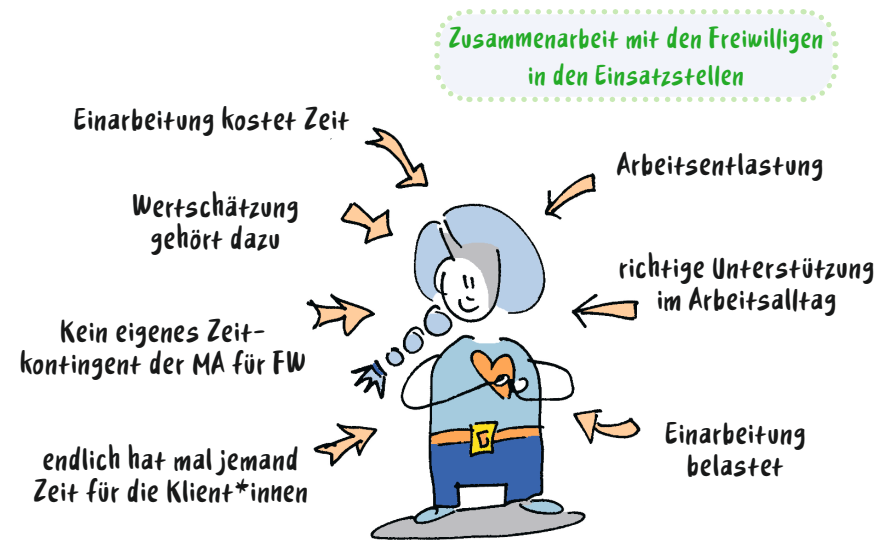 Zusammenarbeit mit den Freiwilligen
in den Einsatzstellen
Einarbeitung kostet Zeit
Wertschätzung
gehört dazu
Kein eigenes Zeit-
kontingent der MA für FW
endlich hat mal jemand
Zeit für die Klient*innen
Arbeitsentlastung
richtige Unterstützung
im Arbeitsalltag
Einarbeitung
belastet